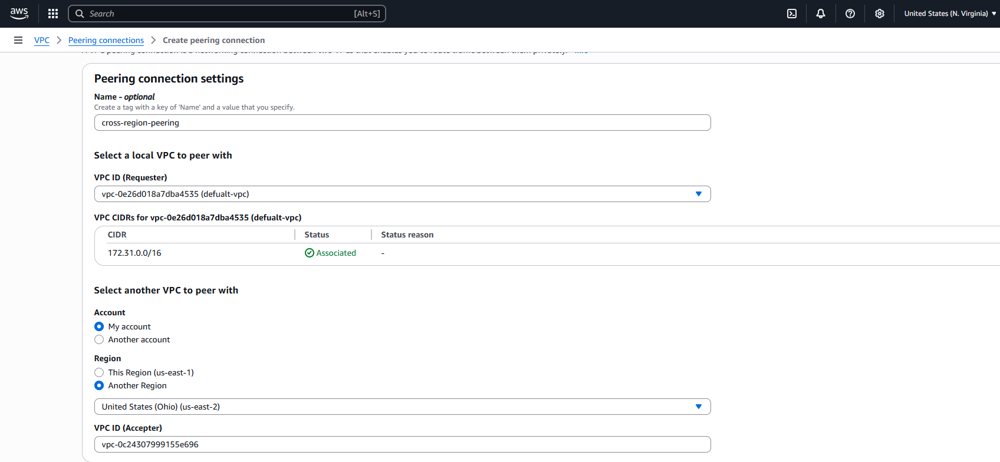 aws
Search [Alt+S]
United States (N. Virginia)
VPC > Peering connections > Create peering connection
Peering connection settings
Name - optional
Create a tag with a key of 'Name' and a value that you specify.
cross-region-peering
Select a local VPC to peer with
VPC ID (Requester)
vpc-0e26d018a7dba4535 (defualt-vpc)
VPC CIDRs for vpc-0e26d018a7dba4535 (defualt-vpc)
CIDR Status Status reason
172.31.0.0/16 Associated -
Select another VPC to peer with
Account
My account
Another account
Region
This Region (us-east-1)
Another Region
United States (Ohio) (us-east-2)
VPC ID (Accepter)
vpc-0c24307999155e696